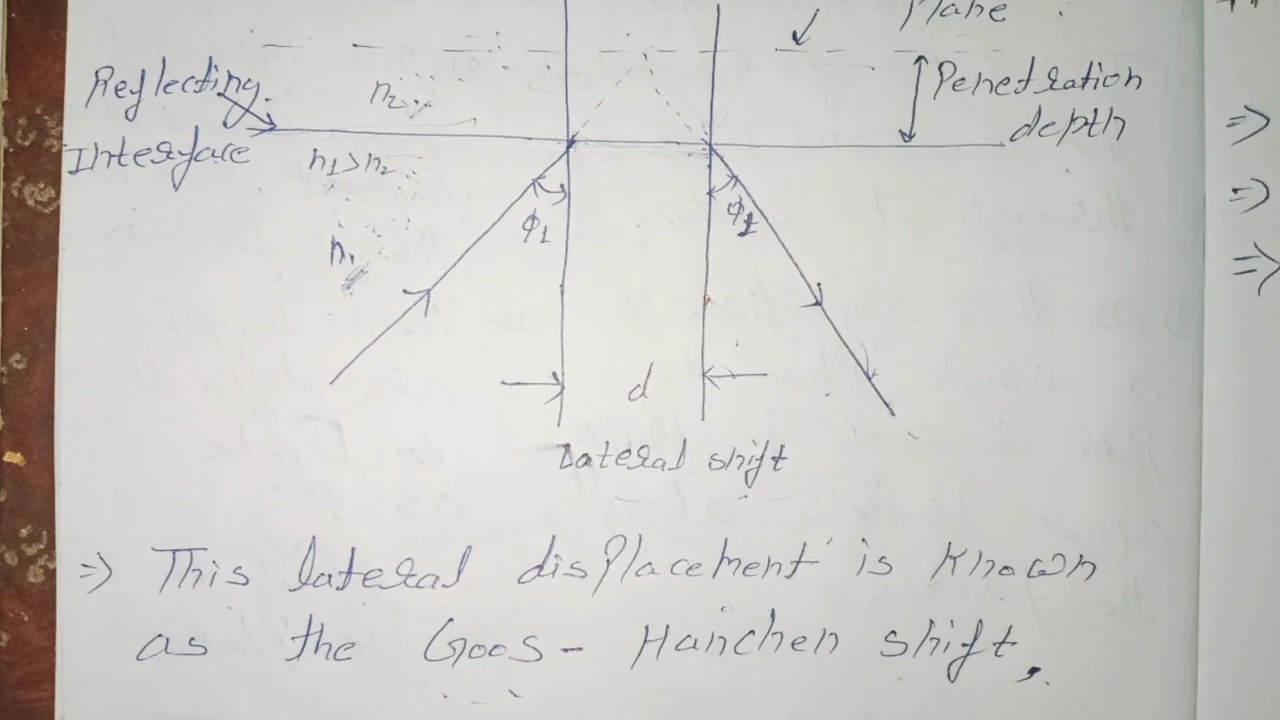 Plane
Reflecting
Interface
n2
n1>n2
n1
Penetration
depth
ϕ1
d
Lateral shift
=> This lateral displacement is known
as the Goos - Hanchen shift.
=>
=>
=>